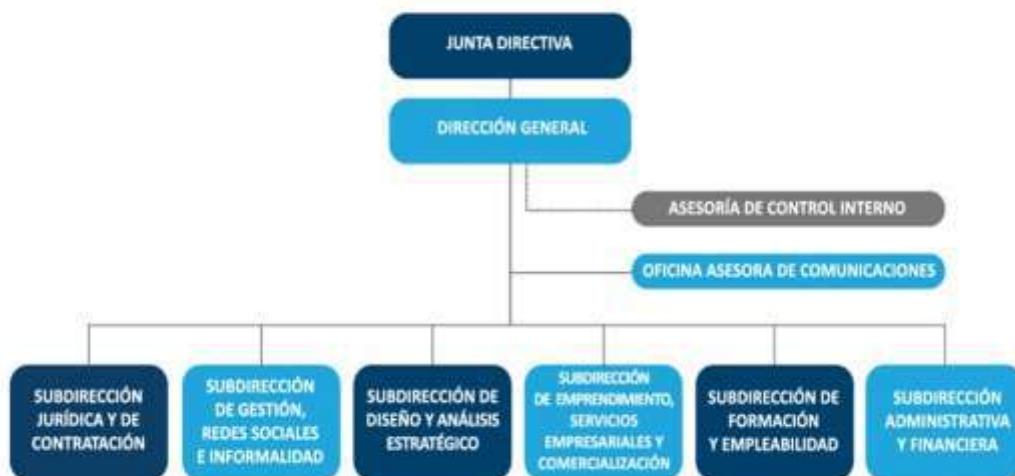 JUNTA DIRECTIVA
DIRECCIÓN GENERAL
ASESORÍA DE CONTROL INTERNO
OFICINA ASESORA DE COMUNICACIONES
SUBDIRECCIÓN
JURÍDICA Y DE
CONTRATACIÓN
SUBDIRECCIÓN
DE GESTIÓN,
REDES SOCIALES
E INFORMALIDAD
SUBDIRECCIÓN DE
DISEÑO Y ANÁLISIS
ESTRATÉGICO
SUBDIRECCIÓN
DE EMPRENDIMIENTO,
SERVICIOS
EMPRESARIALES Y
COMERCIALIZACIÓN
SUBDIRECCIÓN DE
FORMACIÓN
Y EMPLEABILIDAD
SUBDIRECCIÓN
ADMINISTRATIVA
Y FINANCIERA